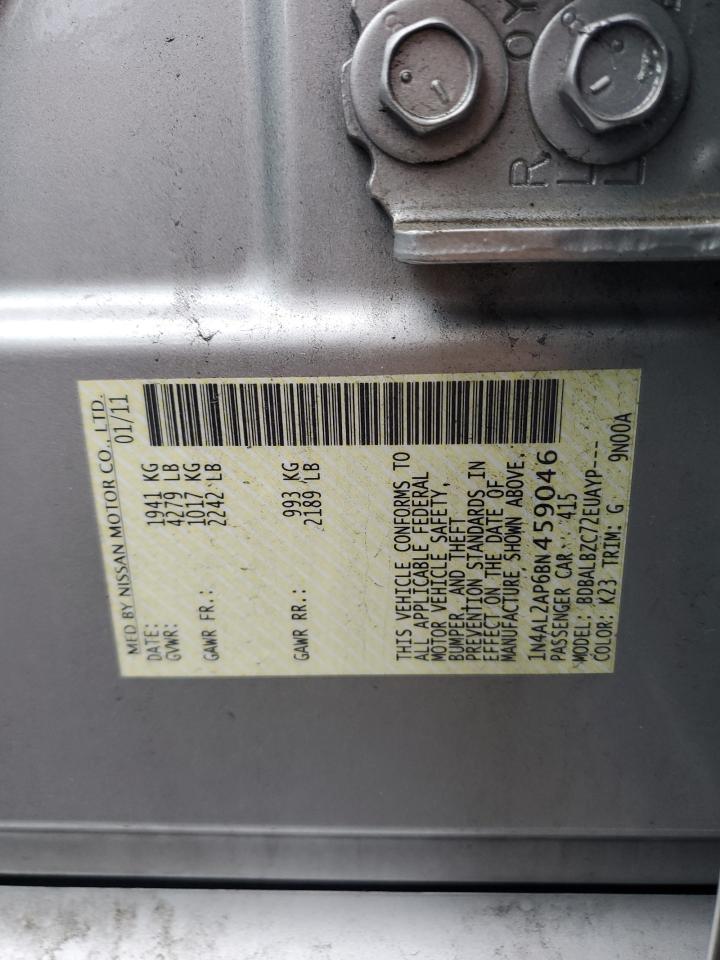 MFD BY NISSAN MOTOR CO., LTD.
DATE: 01/11
GVWR: 1941 KG
4279 LB
GAWR FR.: 1017 KG
2242 LB
GAWR RR.: 993 KG
2189 LB
THIS VEHICLE CONFORMS TO
ALL APPLICABLE FEDERAL
MOTOR VEHICLE SAFETY,
BUMPER, AND THEFT
PREVENTION STANDARDS IN
EFFECT ON THE DATE OF
MANUFACTURE SHOWN ABOVE.
1N4AL2AP6BN459046
PASSENGER CAR 415
MODEL: BDBALBZC72EUAYP---
COLOR: K23 TRIM: G 9N00A